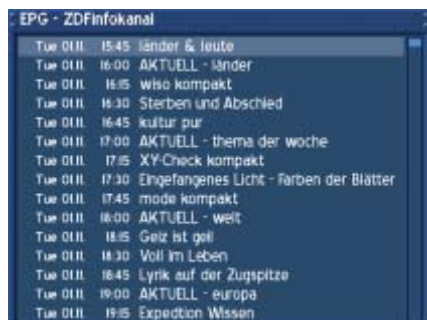 EPG - ZDFinfokanal
Tue 01.11. 15:45 länder & leute
Tue 01.11. 16:00 AKTUELL - länder
Tue 01.11. 16:15 wiso kompakt
Tue 01.11. 16:30 Sterben und Abschied
Tue 01.11. 16:45 kultur pur
Tue 01.11. 17:00 AKTUELL - thema der woche
Tue 01.11. 17:15 XY-Check kompakt
Tue 01.11. 17:30 Eingefangenes Licht - Farben der Blätter
Tue 01.11. 17:45 mode kompakt
Tue 01.11. 18:00 AKTUELL - welt
Tue 01.11. 18:15 Geiz ist geil
Tue 01.11. 18:30 Voll im Leben
Tue 01.11. 18:45 Lyrik auf der Zugspitze
Tue 01.11. 19:00 AKTUELL - europa
Tue 01.11. 19:15 Expedtion Wissen